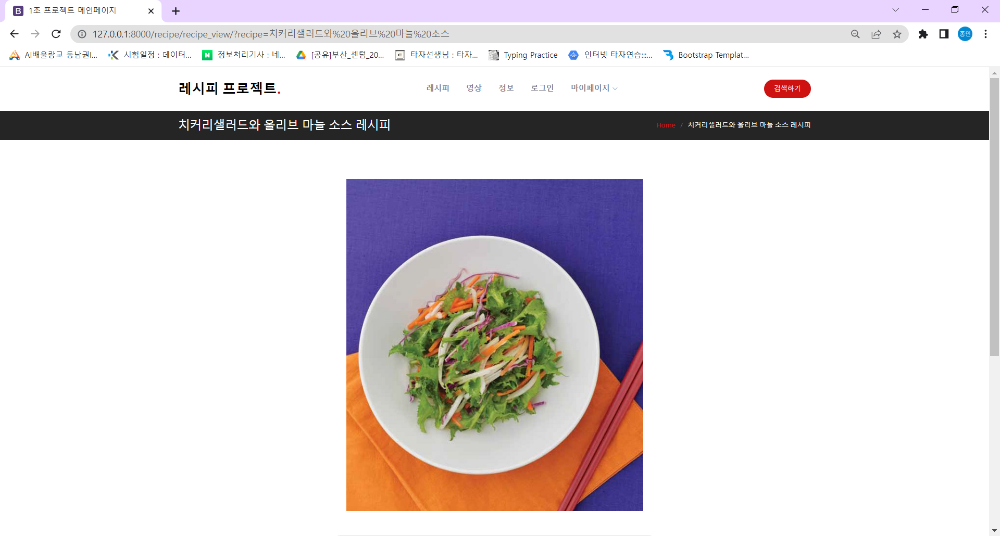 1조 프로젝트 메인페이지
127.0.0.1:8000/recipe/recipe_view/?recipe=치커리샐러드와%20올리브%20마늘%20소스
종민
AI배울랑교 동남권I...
시험일정 : 데이터...
정보처리기사 : 네...
[공유]부산_센텀_20...
타자선생님 : 타자...
Typing Practice
인터넷 타자연습:::...
Bootstrap Templat...
레시피 프로젝트.
레시피 영상 정보 로그인 마이페이지
검색하기
치커리샐러드와 올리브 마늘 소스 레시피
Home / 치커리샐러드와 올리브 마늘 소스 레시피